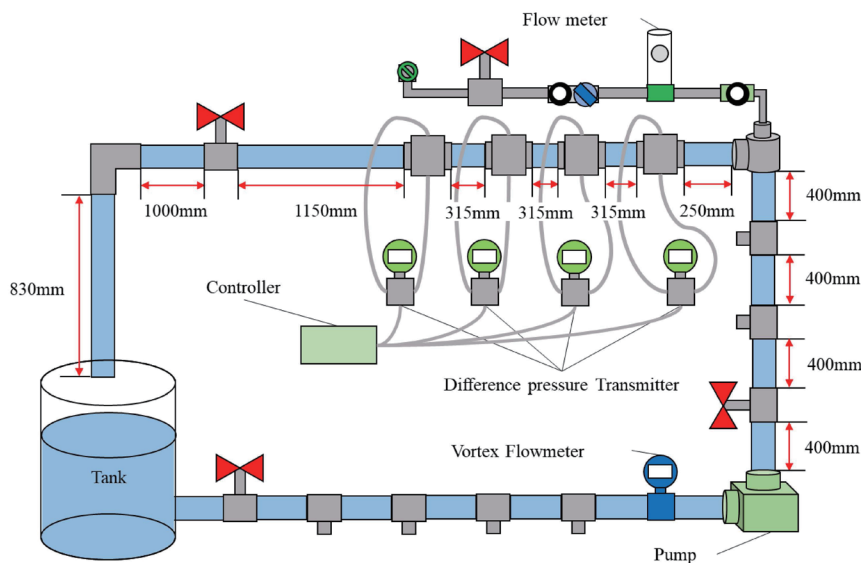 Flow meter
1000mm
1150mm
315mm
315mm
315mm
250mm
400mm
400mm
400mm
400mm
830mm
Controller
Difference pressure Transmitter
Vortex Flowmeter
Tank
Pump